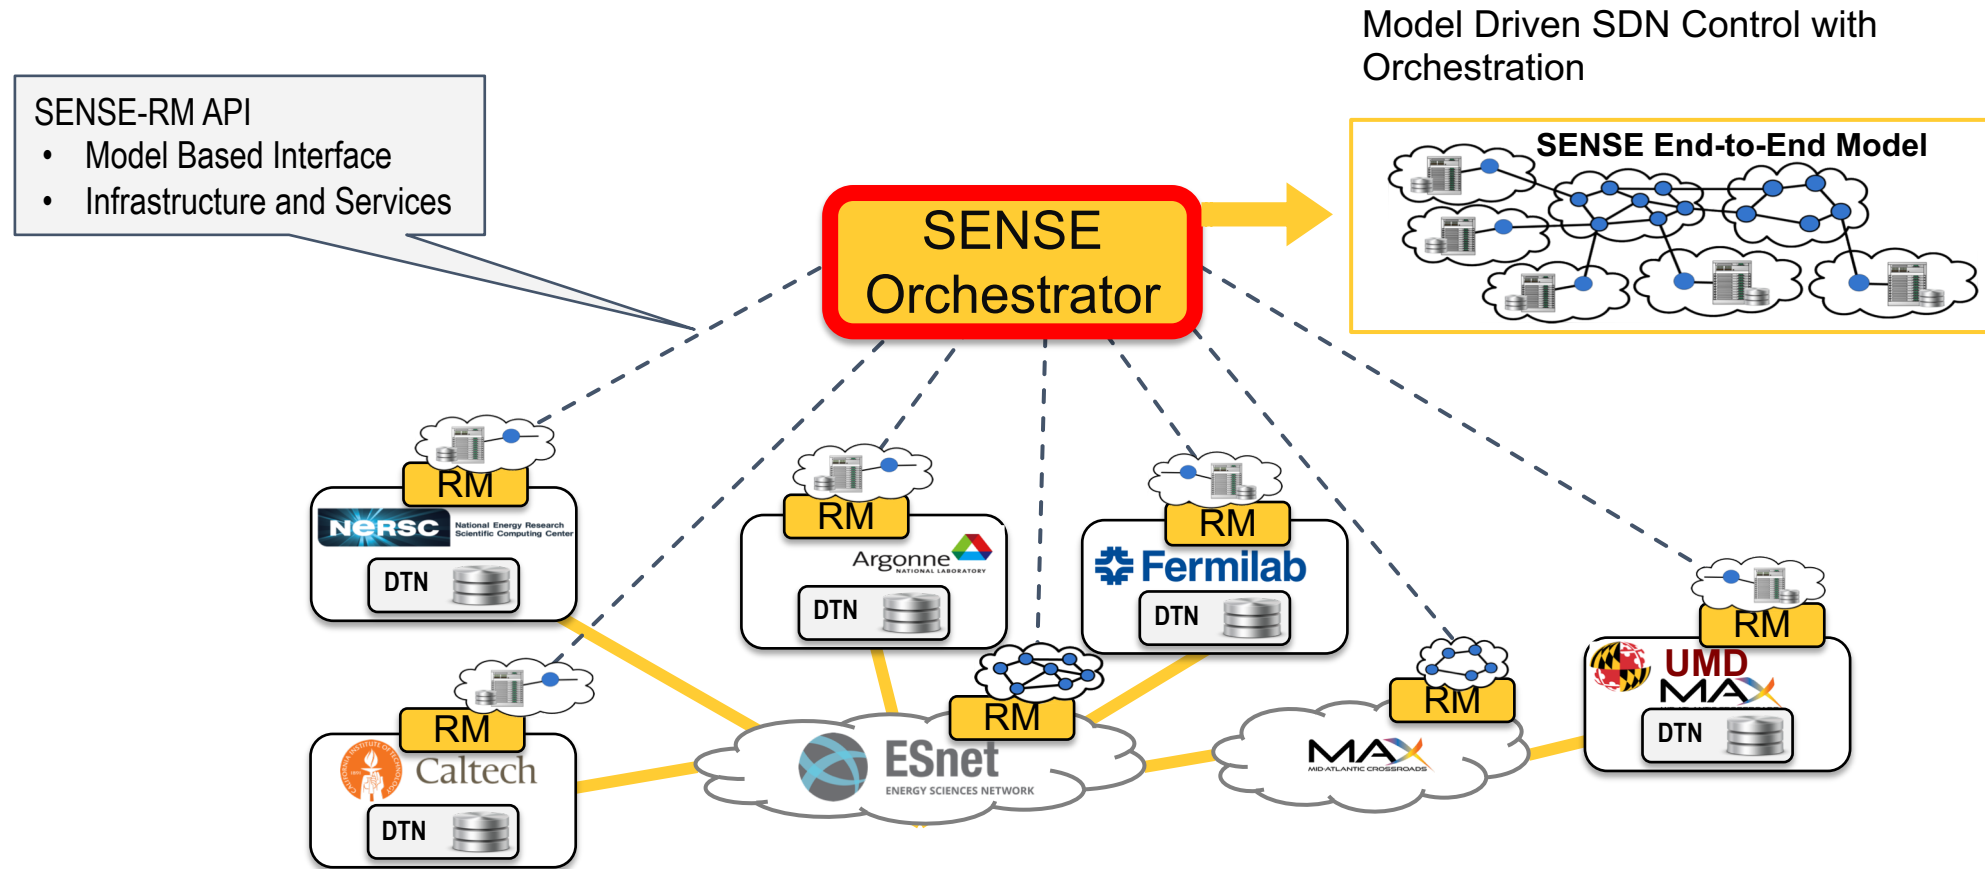 Model Driven SDN Control with
Orchestration
SENSE-RM API
• Model Based Interface
• Infrastructure and Services
SENSE End-to-End Model
SENSE
Orchestrator
RM
NERSC
National Energy Research
Scientific Computing Center
DTN
RM
Argonne
NATIONAL LABORATORY
DTN
RM
Fermilab
DTN
RM
UMD
MAX
DTN
RM
Caltech
DTN
RM
ESnet
ENERGY SCIENCES NETWORK
RM
MAX
MID-ATLANTIC CROSSROADS